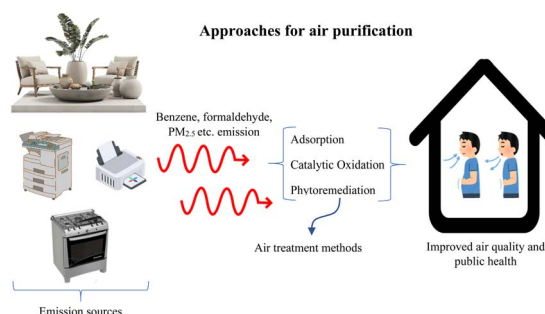 Approaches for air purification
Benzene, formaldehyde,
PM2.5 etc. emission
Adsorption
Catalytic Oxidation
Phytoremediation
Air treatment methods
Improved air quality and
public health
Emission sources